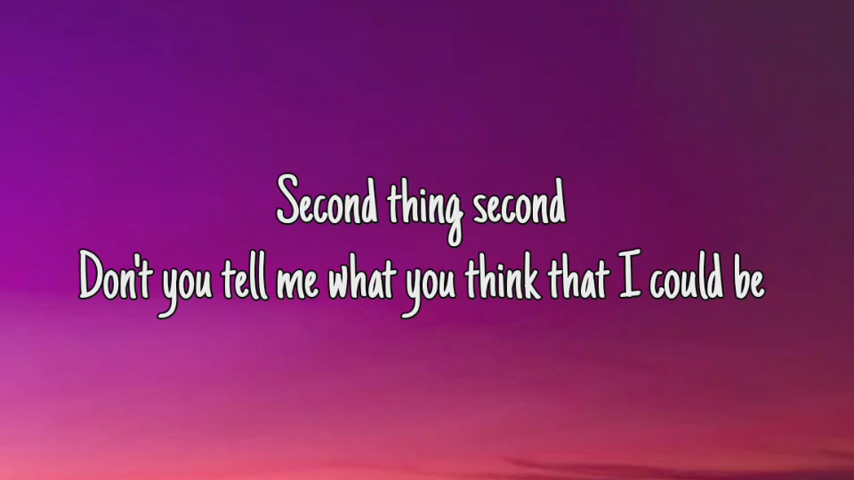 Second thing second
Don't you tell me what you think that I could be